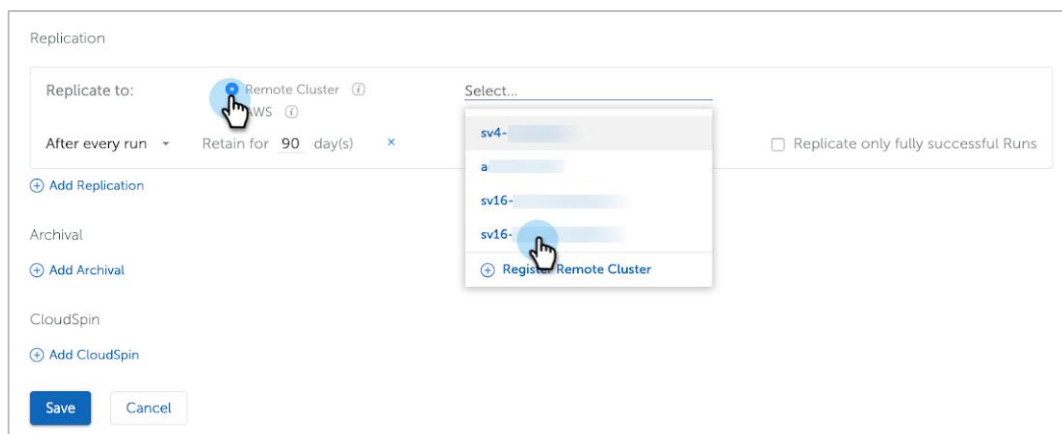 Replication
Replicate to:
Remote Cluster
Select...
AWS
After every run Retain for 90 day(s) ×
sv4-
a
sv16-
sv16-
Register Remote Cluster
Replicate only fully successful Runs
Add Replication
Archival
Add Archival
CloudSpin
Add CloudSpin
Save Cancel